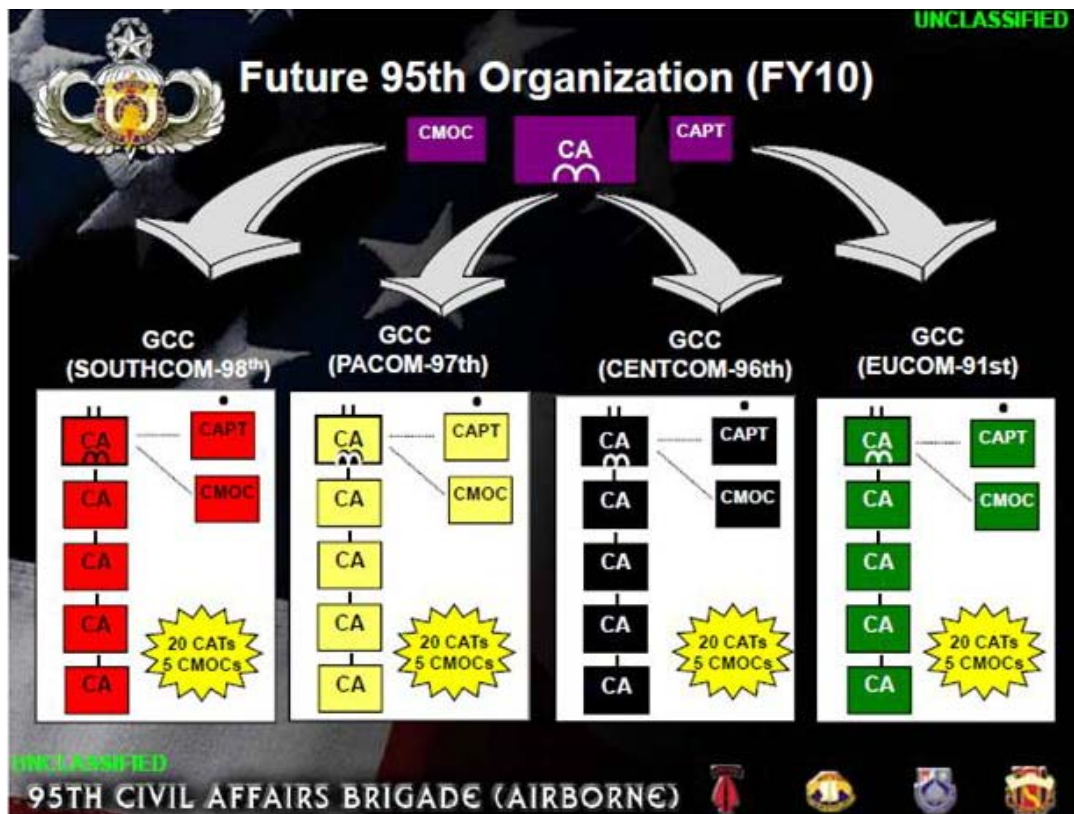 UNCLASSIFIED
Future 95th Organization (FY10)
CMOC
CA
CAPT
GCC
(SOUTHCOM-98th)
GCC
(PACOM-97th)
GCC
(CENTCOM-96th)
GCC
(EUCOM-91st)
CA
CAPT
CMOC
CA
CA
CA
CA
20 CATs
5 CMOCs
CA
CAPT
CMOC
CA
CA
CA
CA
20 CATs
5 CMOCs
CA
CAPT
CMOC
CA
CA
CA
CA
20 CATs
5 CMOCs
CA
CAPT
CMOC
CA
CA
CA
CA
20 CATs
5 CMOCs
UNCLASSIFIED
95TH CIVIL AFFAIRS BRIGADE (AIRBORNE)